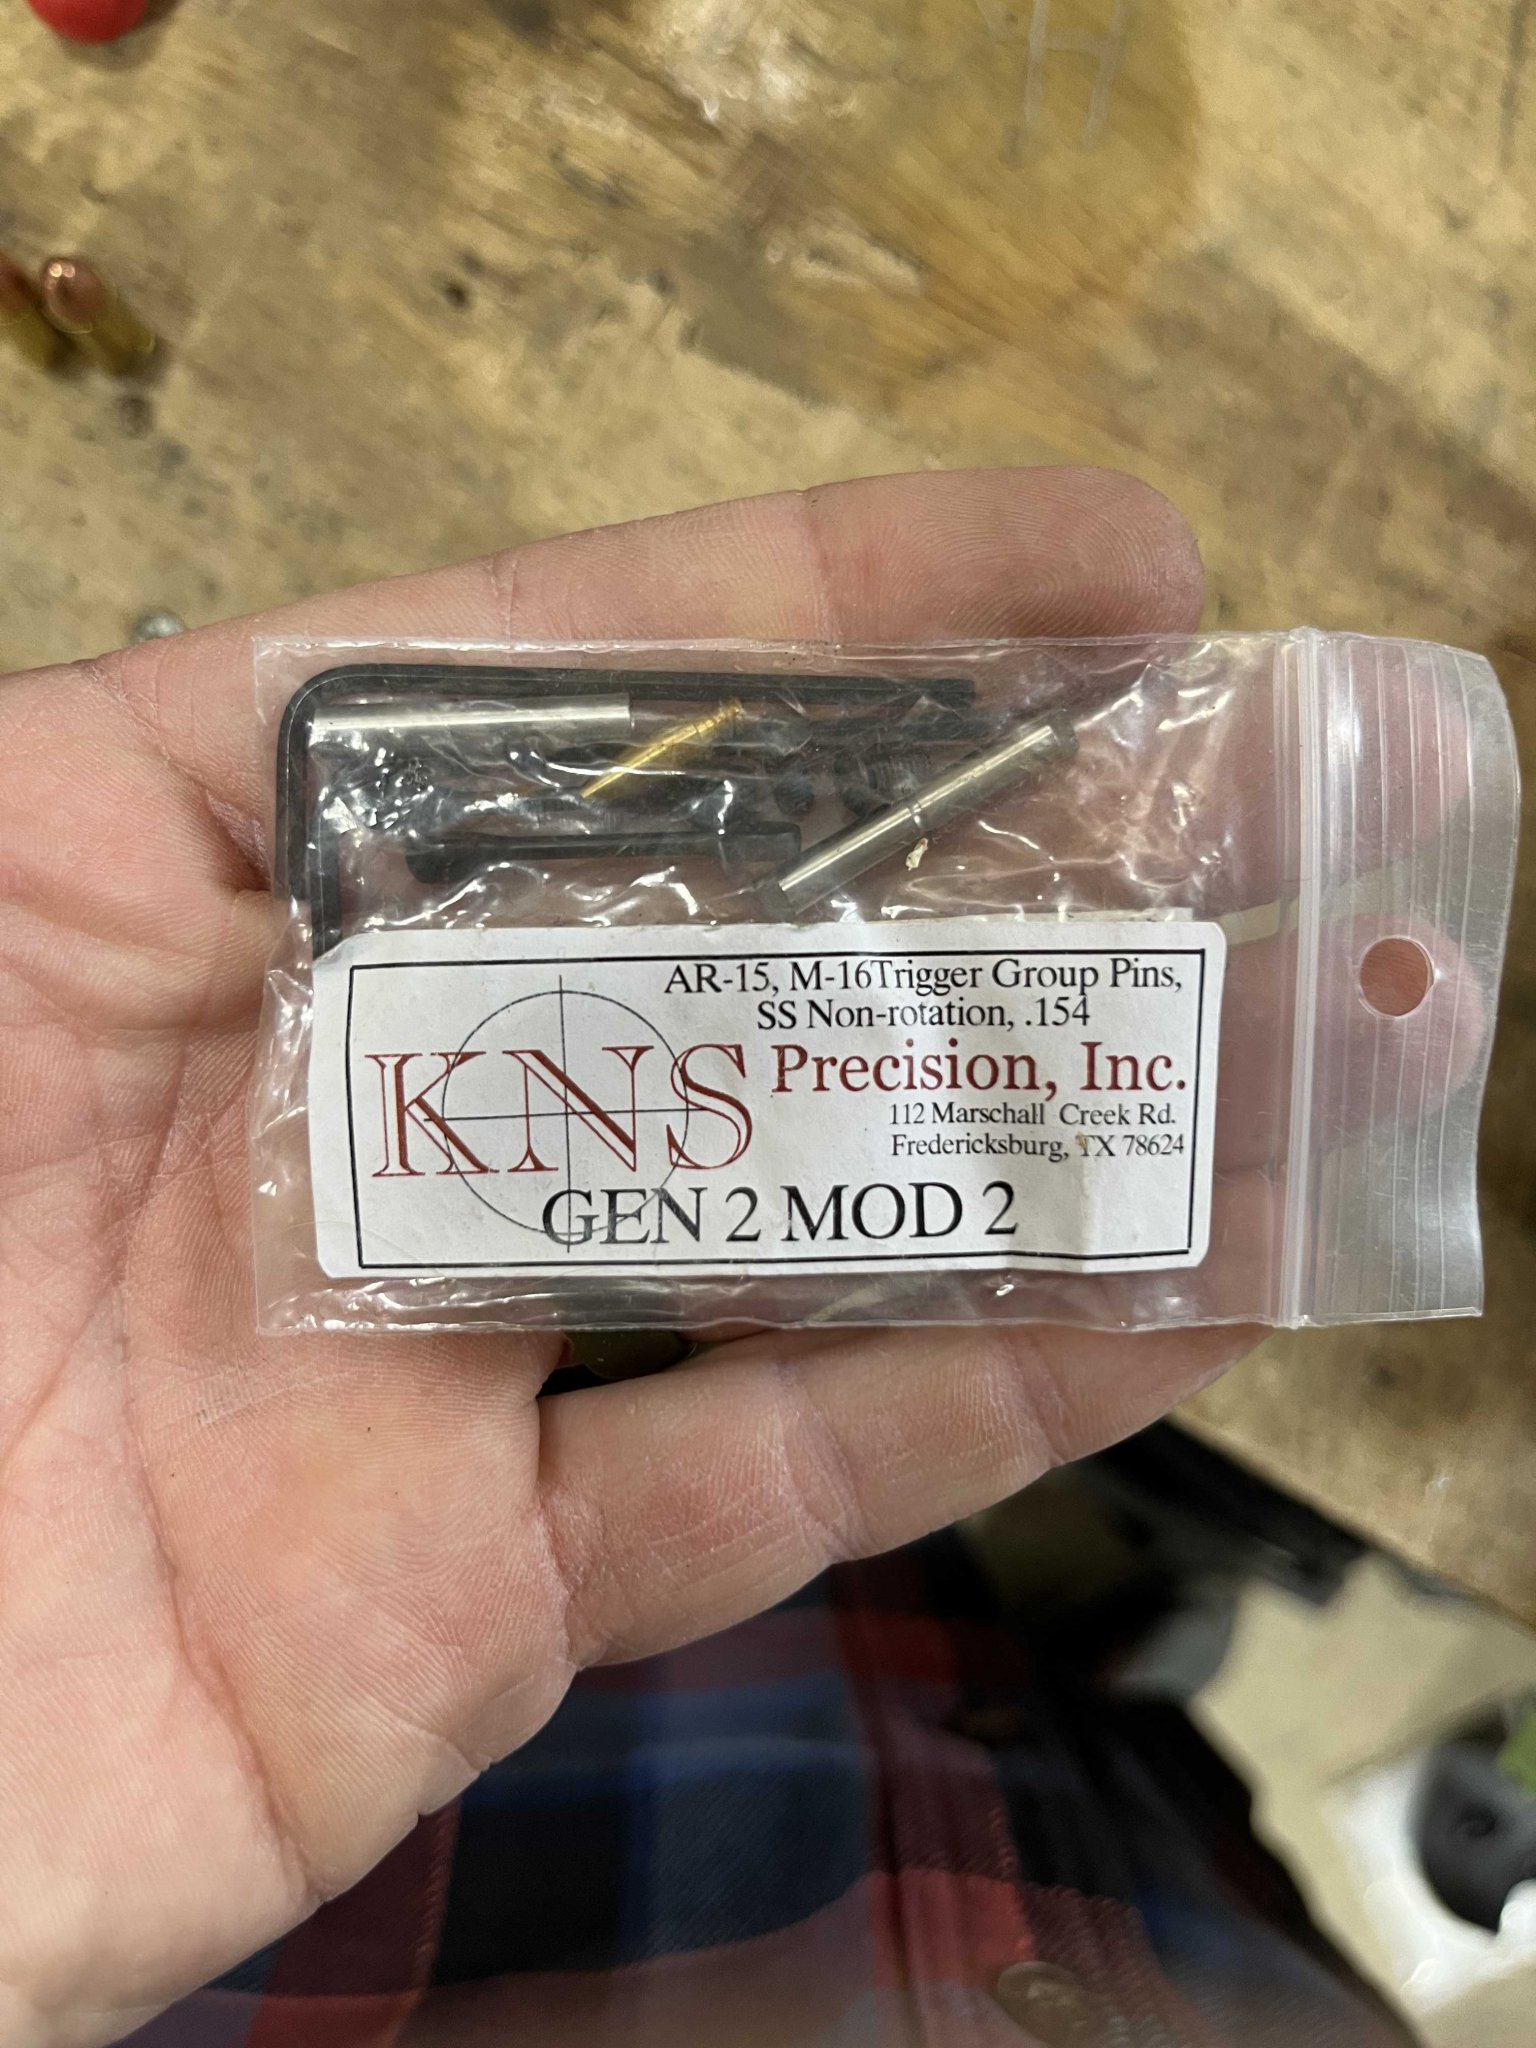 AR-15, M-16Trigger Group Pins,
SS Non-rotation, .154
KNS Precision, Inc.
112 Marschall Creek Rd.
Fredericksburg, TX 78624
GEN 2 MOD 2